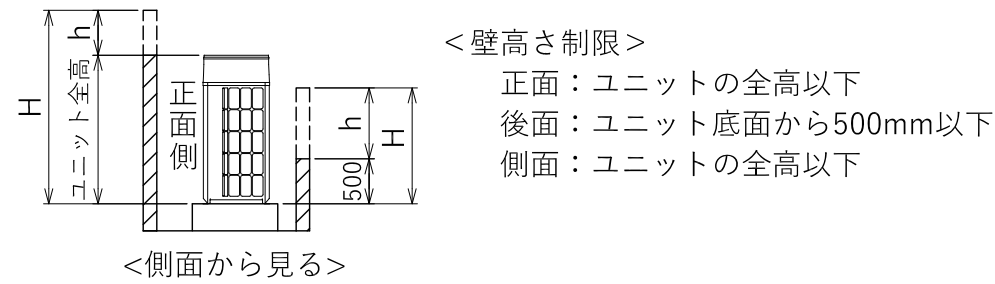 H
h
ユニット全高
正面側
h
500
H
<側面から見る>
<壁高さ制限>
正面：ユニットの全高以下
後面：ユニット底面から500mm以下
側面：ユニットの全高以下